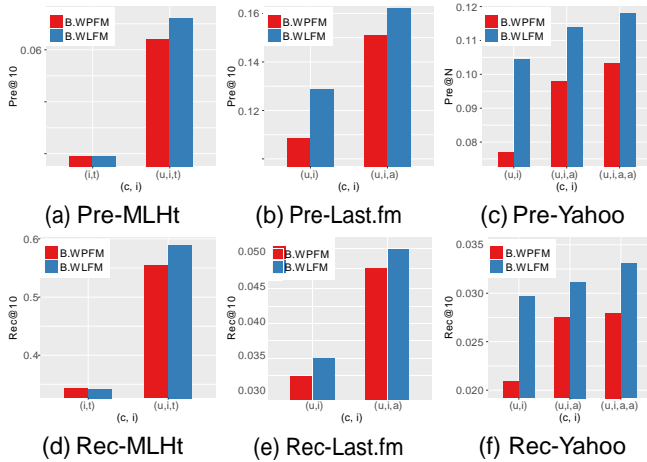 B.WPFM
B.WLFM
Pre@10
0.06
(i,t) (u,i,t)
(c, i)
(a) Pre-MLHt
B.WPFM
B.WLFM
Pre@10
0.16
0.12
(u,i) (u,i,a)
(c, i)
(b) Pre-Last.fm
B.WPFM
B.WLFM
Pre@N
0.12
0.11
0.10
0.09
0.08
(u,i) (u,i,a) (u,i,a,a)
(c, i)
(c) Pre-Yahoo
B.WPFM
B.WLFM
Rec@10
0.6
0.5
0.4
(i,t) (u,i,t)
(c, i)
(d) Rec-MLHt
B.WPFM
B.WLFM
Rec@10
0.050
0.045
0.040
0.035
0.030
(u,i) (u,i,a)
(c, i)
(e) Rec-Last.fm
B.WPFM
B.WLFM
Rec@10
0.035
0.030
0.025
0.020
(u,i) (u,i,a) (u,i,a,a)
(c, i)
(f) Rec-Yahoo